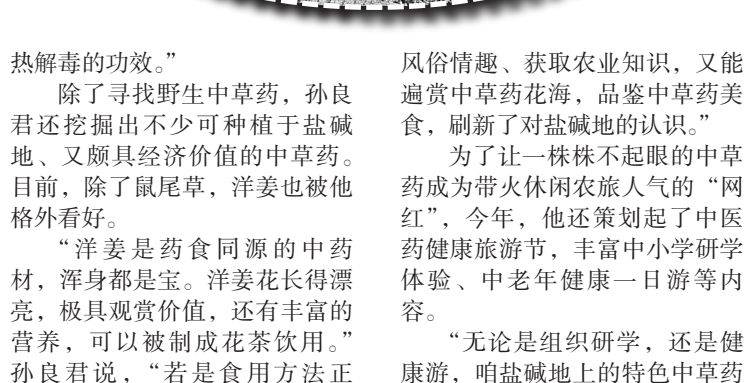 热解毒的功效。”
除了寻找野生中草药，孙良
君还挖掘出不少可种植于盐碱
地、又颇具经济价值的中草药。
目前，除了鼠尾草，洋姜也被他
格外看好。
“洋姜是药食同源的中药
材，浑身都是宝。洋姜花长得漂
亮，极具观赏价值，还有丰富的
营养，可以被制成花茶饮用。”
孙良君说，“若是食用方法正
风俗情趣、获取农业知识，又能
遍赏中草药花海，品鉴中草药美
食，刷新了对盐碱地的认识。”
为了让一株株不起眼的中草
药成为带火休闲农旅人气的“网
红”，今年，他还策划起了中医
药健康旅游节，丰富中小学研学
体验、中老年健康一日游等内
容。
“无论是组织研学，还是健
康游，咱盐碱地上的特色中草药